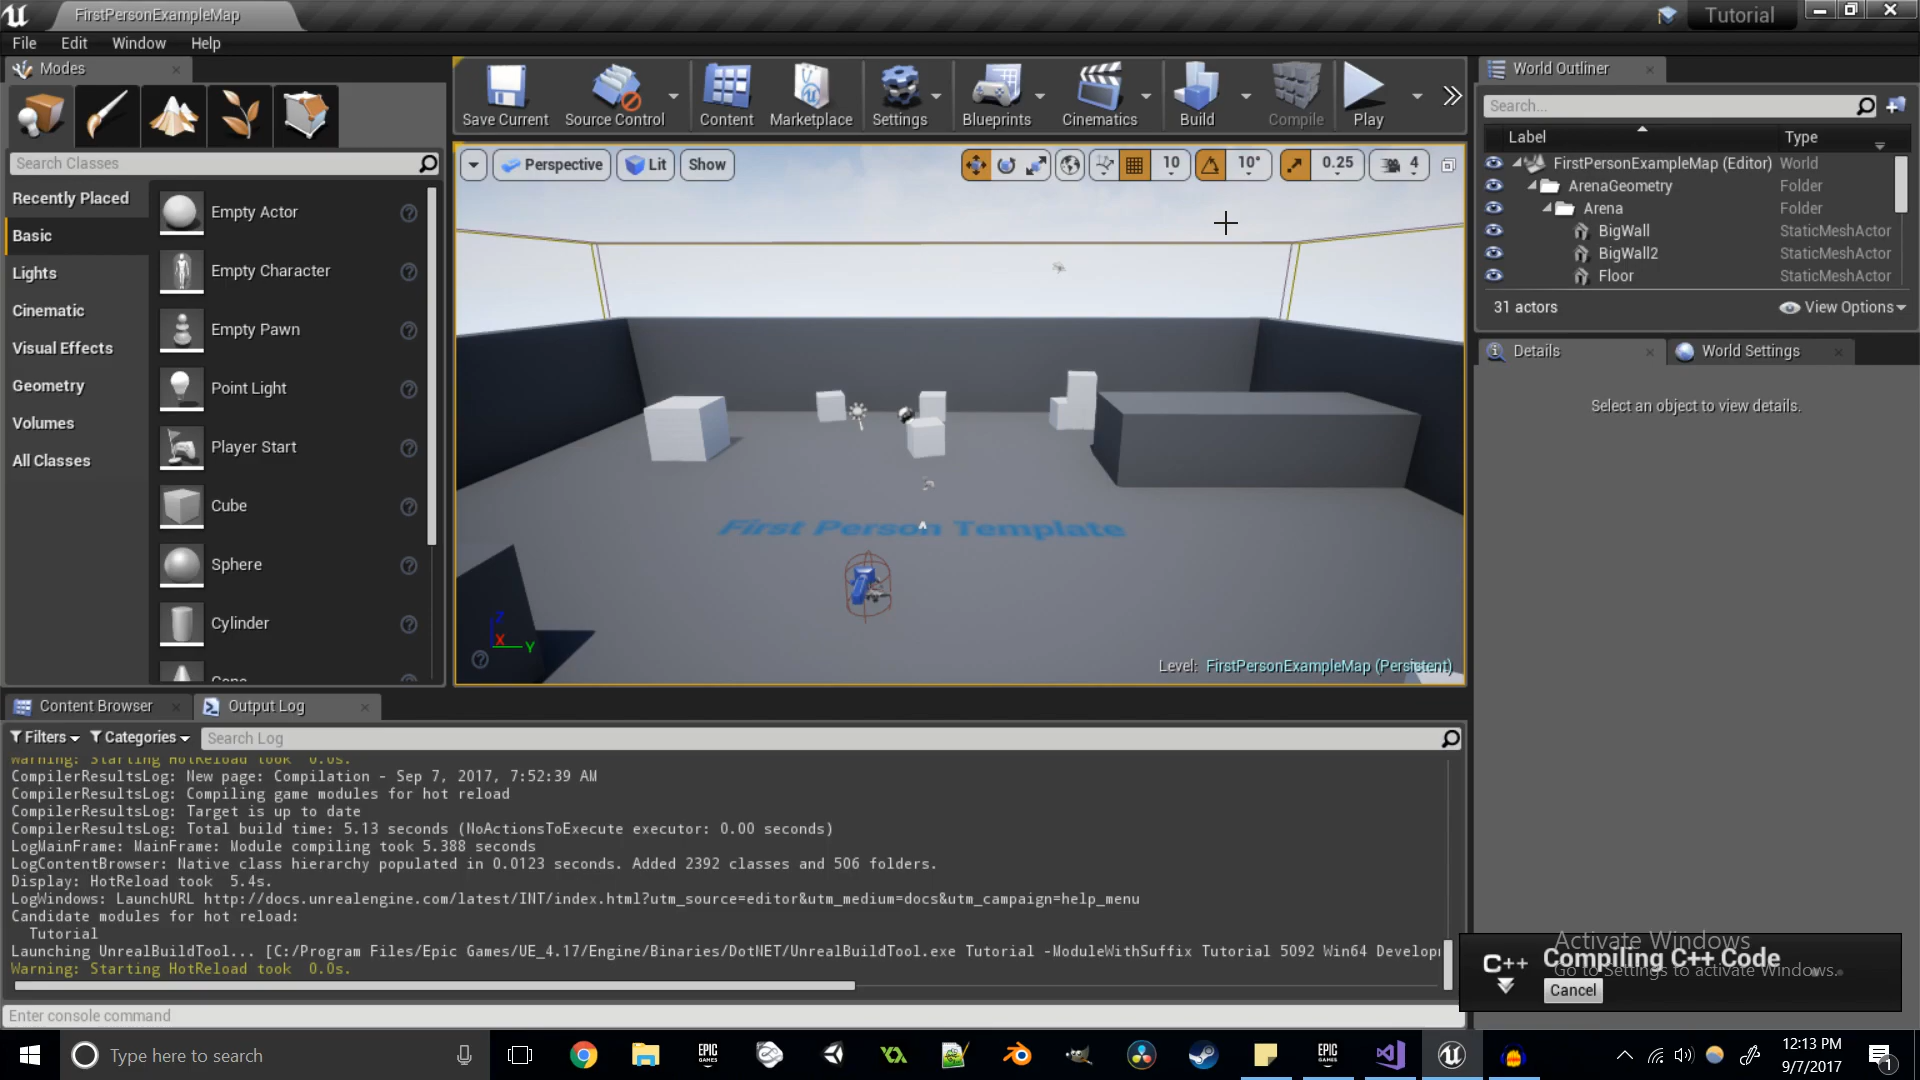 FirstPersonExampleMap
Tutorial
File Edit Window Help
Modes
Search Classes
Recently Placed
Basic
Lights
Cinematic
Visual Effects
Geometry
Volumes
All Classes
Empty Actor
Empty Character
Empty Pawn
Point Light
Player Start
Cube
Sphere
Cylinder
Save Current Source Control Content Marketplace Settings Blueprints Cinematics Build Compile Play
Perspective Lit Show 10 10° 0.25 4
First Person Template
Z
X
Y
Level: FirstPersonExampleMap (Persistent)
World Outliner
Search...
Label Type
FirstPersonExampleMap (Editor) World
ArenaGeometry Folder
Arena Folder
BigWall StaticMeshActor
BigWall2 StaticMeshActor
Floor StaticMeshActor
31 actors View Options
Details World Settings
Select an object to view details.
Content Browser Output Log
Filters Categories Search Log
Warning: Starting HotReload took 0.0s.
CompilerResultsLog: New page: Compilation - Sep 7, 2017, 7:52:39 AM
CompilerResultsLog: Compiling game modules for hot reload
CompilerResultsLog: Target is up to date
CompilerResultsLog: Total build time: 5.13 seconds (NoActionsToExecute executor: 0.00 seconds)
LogMainFrame: MainFrame: Module compiling took 5.388 seconds
LogContentBrowser: Native class hierarchy populated in 0.0123 seconds. Added 2392 classes and 506 folders.
Display: HotReload took 5.4s.
LogWindows: LaunchURL http://docs.unrealengine.com/latest/INT/index.html?utm_source=editor&utm_medium=docs&utm_campaign=help_menu
Candidate modules for hot reload:
Tutorial
Launching UnrealBuildTool... [C:/Program Files/Epic Games/UE_4.17/Engine/Binaries/DotNET/UnrealBuildTool.exe Tutorial -ModuleWithSuffix Tutorial 5092 Win64 Develop
Warning: Starting HotReload took 0.0s.
Enter console command
Activate Windows
Go to Settings to activate Windows.
C++
Compiling C++ Code
Cancel
Type here to search
EPIC GAMES
EPIC GAMES
12:13 PM
9/7/2017
1